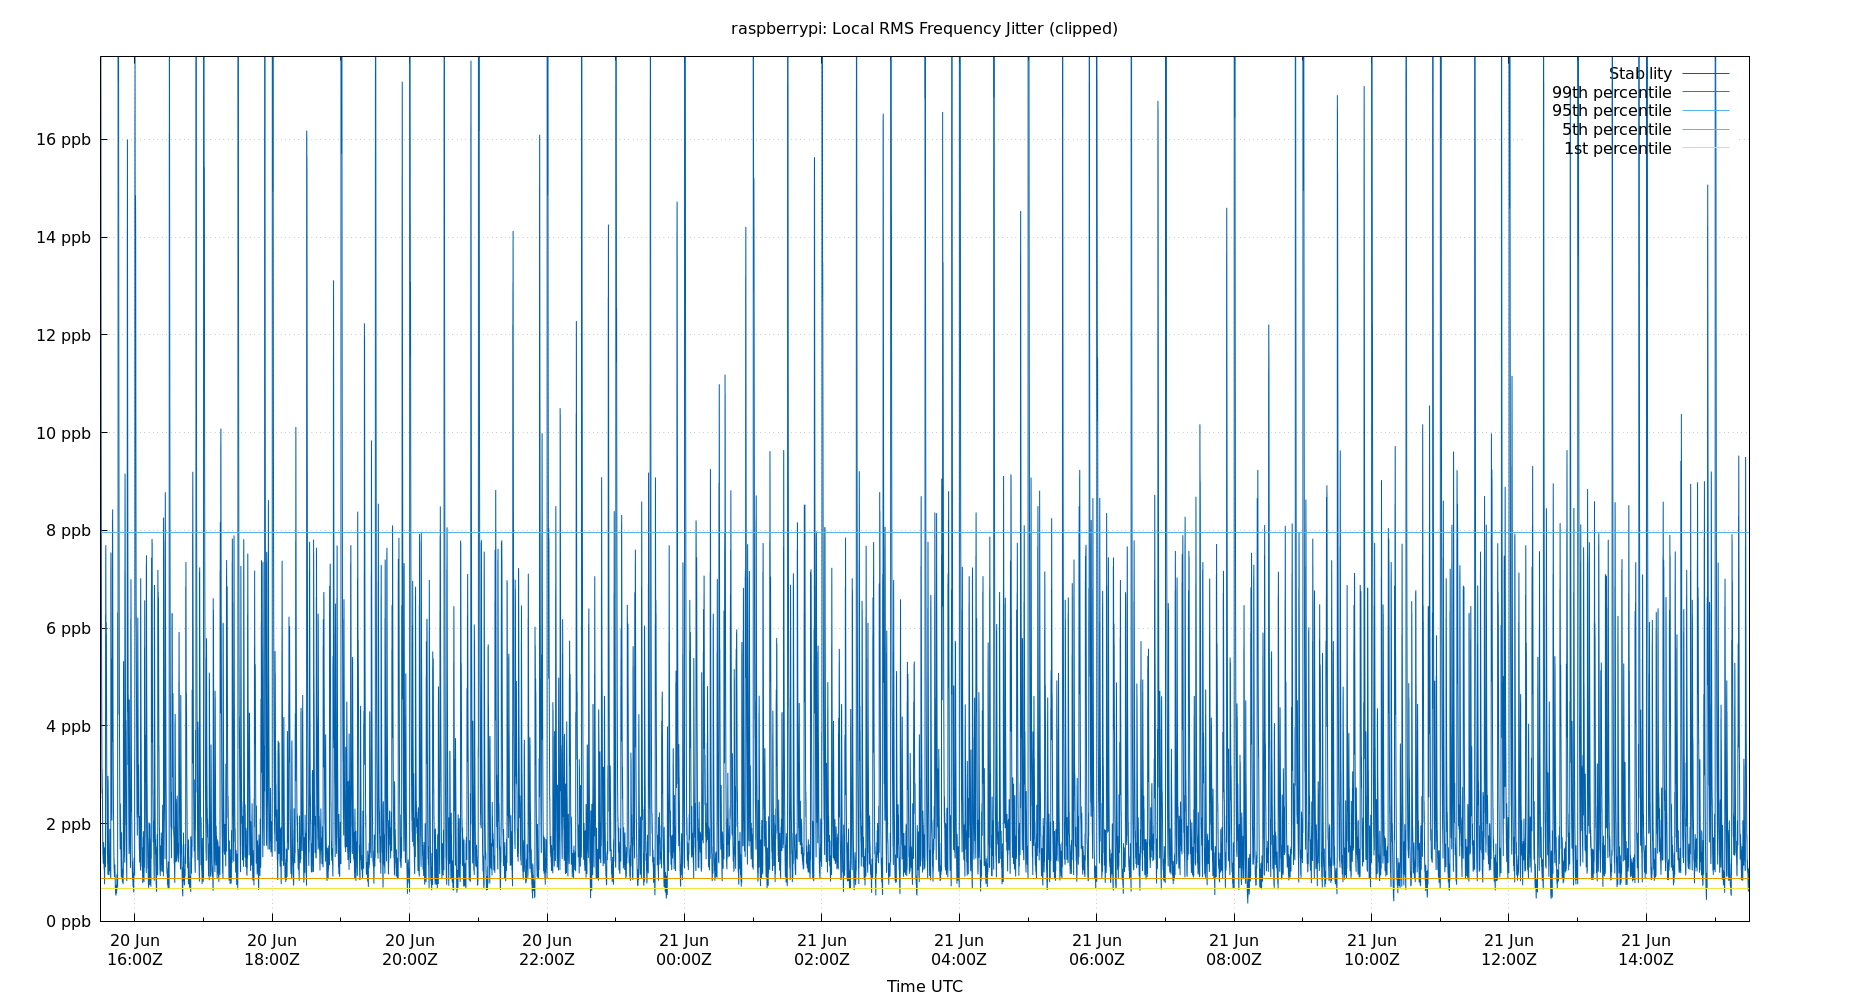 raspberrypi: Local RMS Frequency Jitter (clipped)
Stability
99th percentile
95th percentile
5th percentile
1st percentile
16 ppb
14 ppb
12 ppb
10 ppb
8 ppb
6 ppb
4 ppb
2 ppb
0 ppb
20 Jun 20 Jun 20 Jun 20 Jun 21 Jun 21 Jun 21 Jun 21 Jun 21 Jun 21 Jun 21 Jun 21 Jun
16:00Z 18:00Z 20:00Z 22:00Z 00:00Z 02:00Z 04:00Z 06:00Z 08:00Z 10:00Z 12:00Z 14:00Z
Time UTC